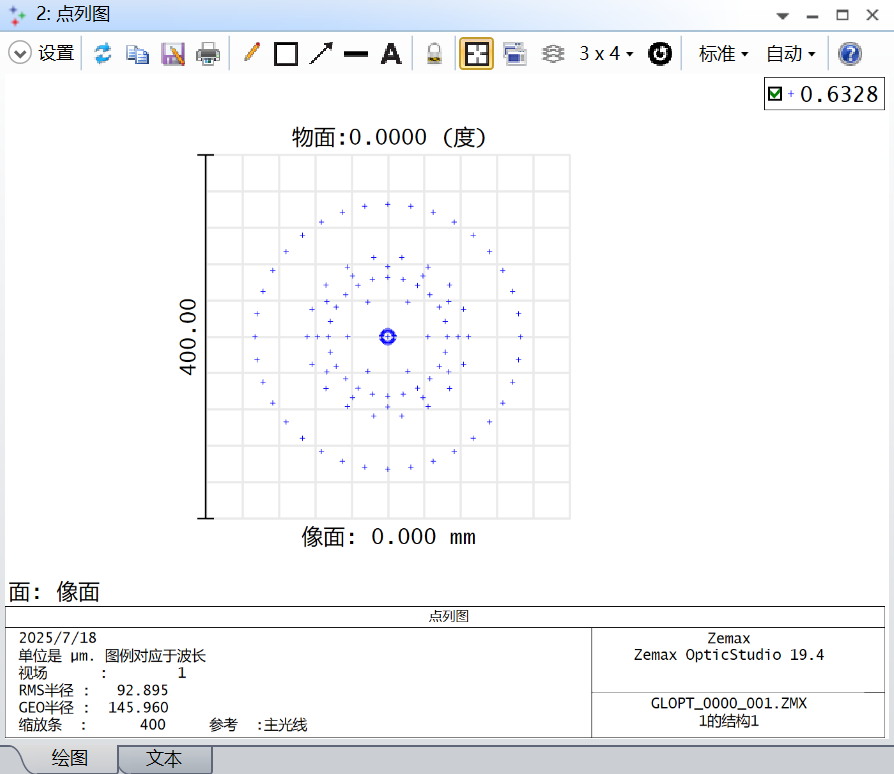 2: 点列图
设置
3 x 4
标准
自动
0.6328
物面:0.0000 (度)
400.00
像面: 0.000 mm
面: 像面
点列图
2025/7/18
单位是 µm. 图例对应于波长
视场 : 1
RMS半径 : 92.895
GEO半径 : 145.960
缩放条 : 400 参考 :主光线
Zemax
Zemax OpticStudio 19.4
GLOPT_0000_001.ZMX
1的结构1
绘图
文本